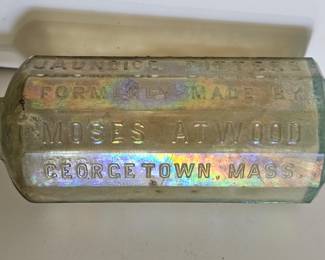 JAUNDICE BITTERS
FORMERLY MADE BY
MOSES ATWOOD
GEORGETOWN, MASS.